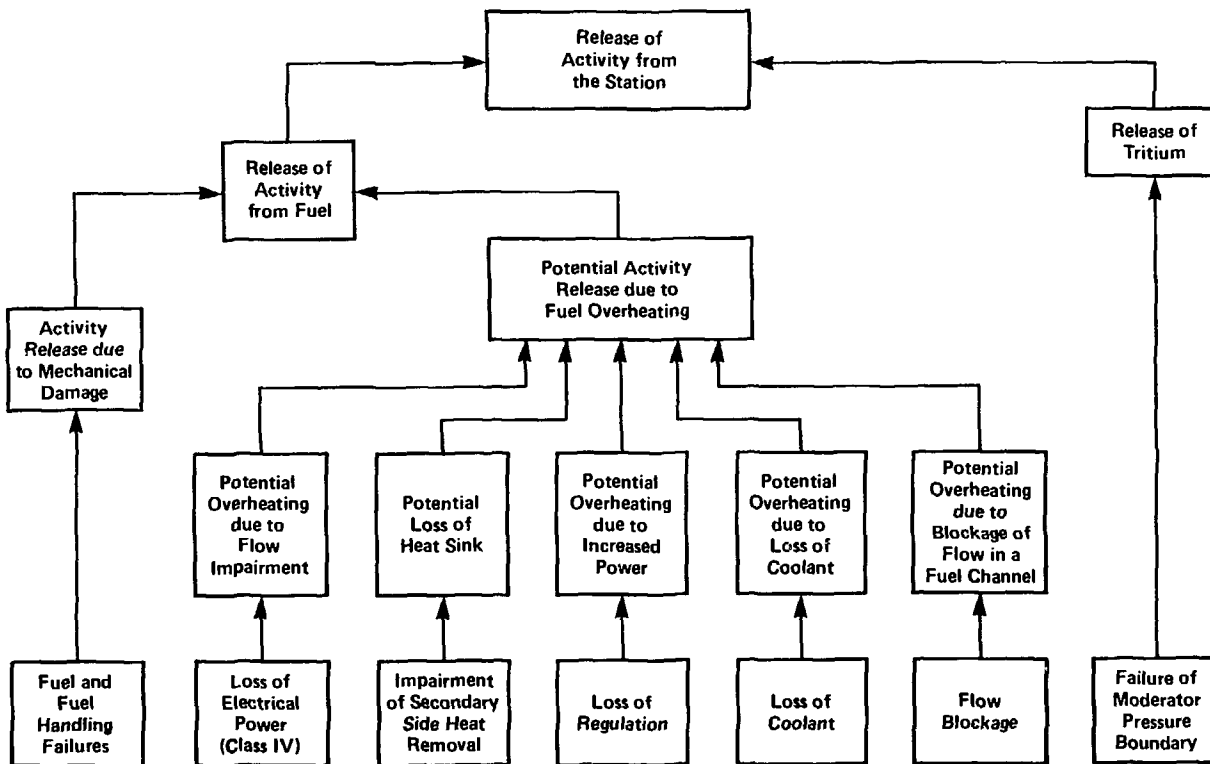 Release of
Activity from
the Station
Release of
Tritium
Release of
Activity
from Fuel
Potential Activity
Release due to
Fuel Overheating
Activity
Release due
to Mechanical
Damage
Potential
Overheating
due to
Flow
Impairment
Potential
Loss of
Heat Sink
Potential
Overheating
due to
Increased
Power
Potential
Overheating
due to
Loss of
Coolant
Potential
Overheating
due to
Blockage of
Flow in a
Fuel Channel
Fuel and
Fuel
Handling
Failures
Loss of
Electrical
Power
(Class IV)
Impairment
of Secondary
Side Heat
Removal
Loss of
Regulation
Loss of
Coolant
Flow
Blockage
Failure of
Moderator
Pressure
Boundary